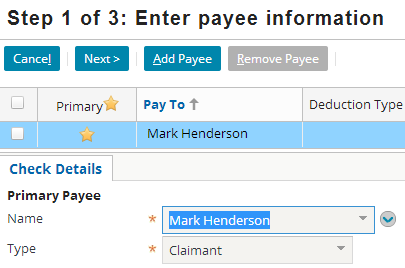 Step 1 of 3: Enter payee information
Cancel Next > Add Payee Remove Payee
Primary Pay To Deduction Type
Mark Henderson
Check Details
Primary Payee
Name * Mark Henderson
Type * Claimant